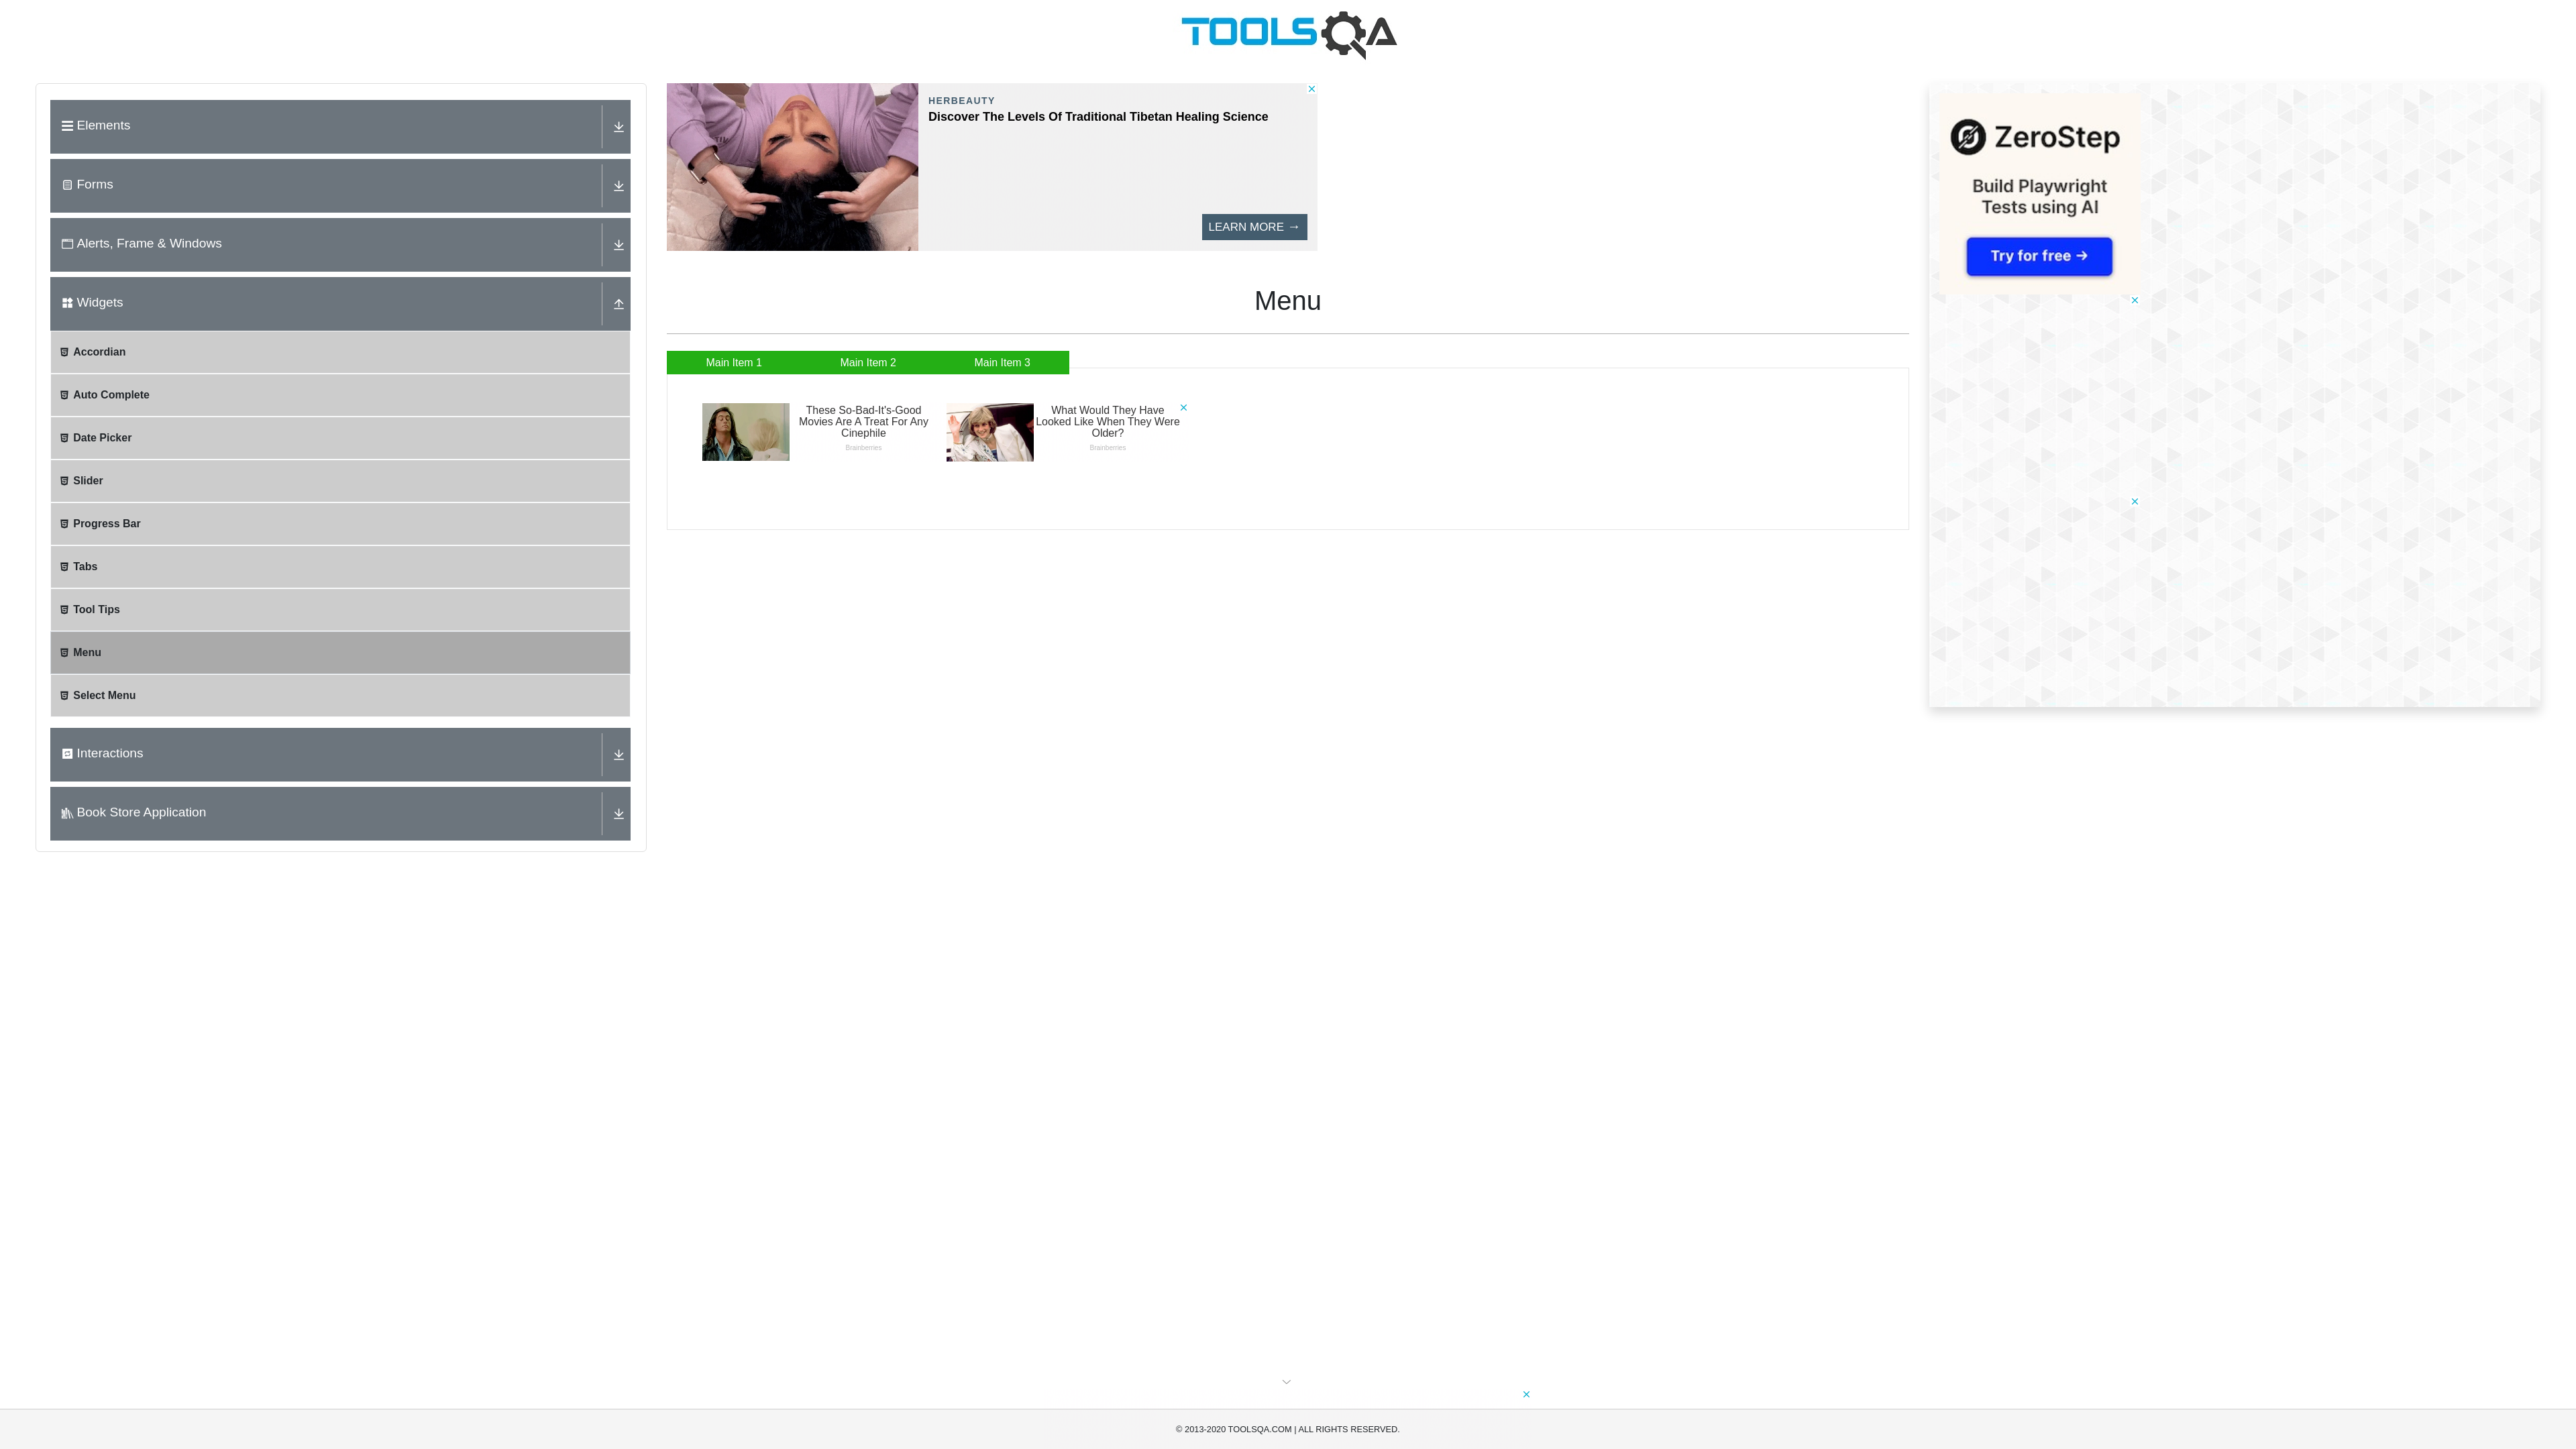 TOOLSQA
Elements
Forms
Alerts, Frame & Windows
Widgets
Accordian
Auto Complete
Date Picker
Slider
Progress Bar
Tabs
Tool Tips
Menu
Select Menu
Interactions
Book Store Application
HERBEAUTY
Discover The Levels Of Traditional Tibetan Healing Science
LEARN MORE →
Menu
Main Item 1
Main Item 2
Main Item 3
These So-Bad-It's-Good
Movies Are A Treat For Any
Cinephile
Brainberries
What Would They Have
Looked Like When They Were
Older?
Brainberries
ZeroStep
Build Playwright
Tests using AI
Try for free →
© 2013-2020 TOOLSQA.COM | ALL RIGHTS RESERVED.